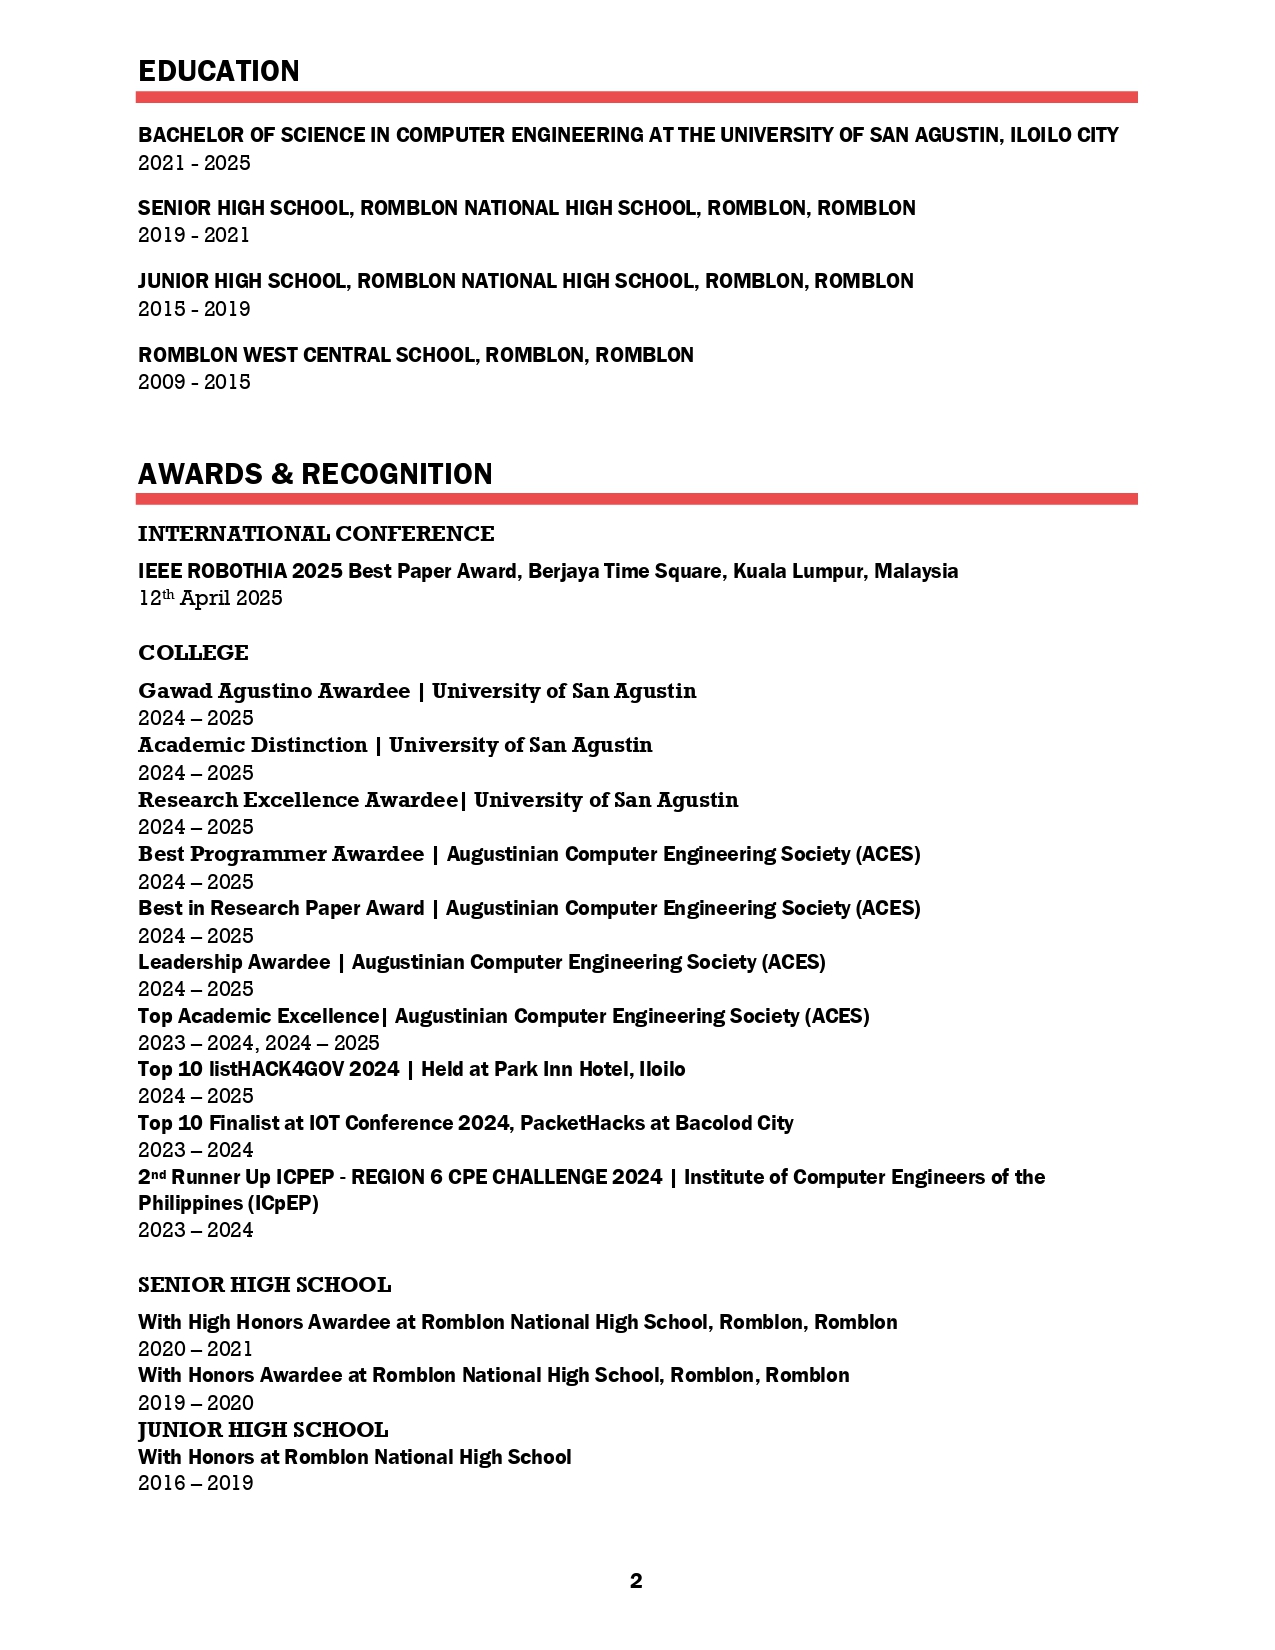 EDUCATION
BACHELOR OF SCIENCE IN COMPUTER ENGINEERING AT THE UNIVERSITY OF SAN AGUSTIN, ILOILO CITY
2021 - 2025
SENIOR HIGH SCHOOL, ROMBLON NATIONAL HIGH SCHOOL, ROMBLON, ROMBLON
2019 - 2021
JUNIOR HIGH SCHOOL, ROMBLON NATIONAL HIGH SCHOOL, ROMBLON, ROMBLON
2015 - 2019
ROMBLON WEST CENTRAL SCHOOL, ROMBLON, ROMBLON
2009 - 2015
AWARDS & RECOGNITION
INTERNATIONAL CONFERENCE
IEEE ROBOTHIA 2025 Best Paper Award, Berjaya Time Square, Kuala Lumpur, Malaysia
12th April 2025
COLLEGE
Gawad Agustino Awardee | University of San Agustin
2024 – 2025
Academic Distinction | University of San Agustin
2024 – 2025
Research Excellence Awardee| University of San Agustin
2024 – 2025
Best Programmer Awardee | Augustinian Computer Engineering Society (ACES)
2024 – 2025
Best in Research Paper Award | Augustinian Computer Engineering Society (ACES)
2024 – 2025
Leadership Awardee | Augustinian Computer Engineering Society (ACES)
2024 – 2025
Top Academic Excellence| Augustinian Computer Engineering Society (ACES)
2023 – 2024, 2024 – 2025
Top 10 listHACK4GOV 2024 | Held at Park Inn Hotel, Iloilo
2024 – 2025
Top 10 Finalist at IOT Conference 2024, PacketHacks at Bacolod City
2023 – 2024
2nd Runner Up ICPEP - REGION 6 CPE CHALLENGE 2024 | Institute of Computer Engineers of the
Philippines (ICpEP)
2023 – 2024
SENIOR HIGH SCHOOL
With High Honors Awardee at Romblon National High School, Romblon, Romblon
2020 – 2021
With Honors Awardee at Romblon National High School, Romblon, Romblon
2019 – 2020
JUNIOR HIGH SCHOOL
With Honors at Romblon National High School
2016 – 2019
2